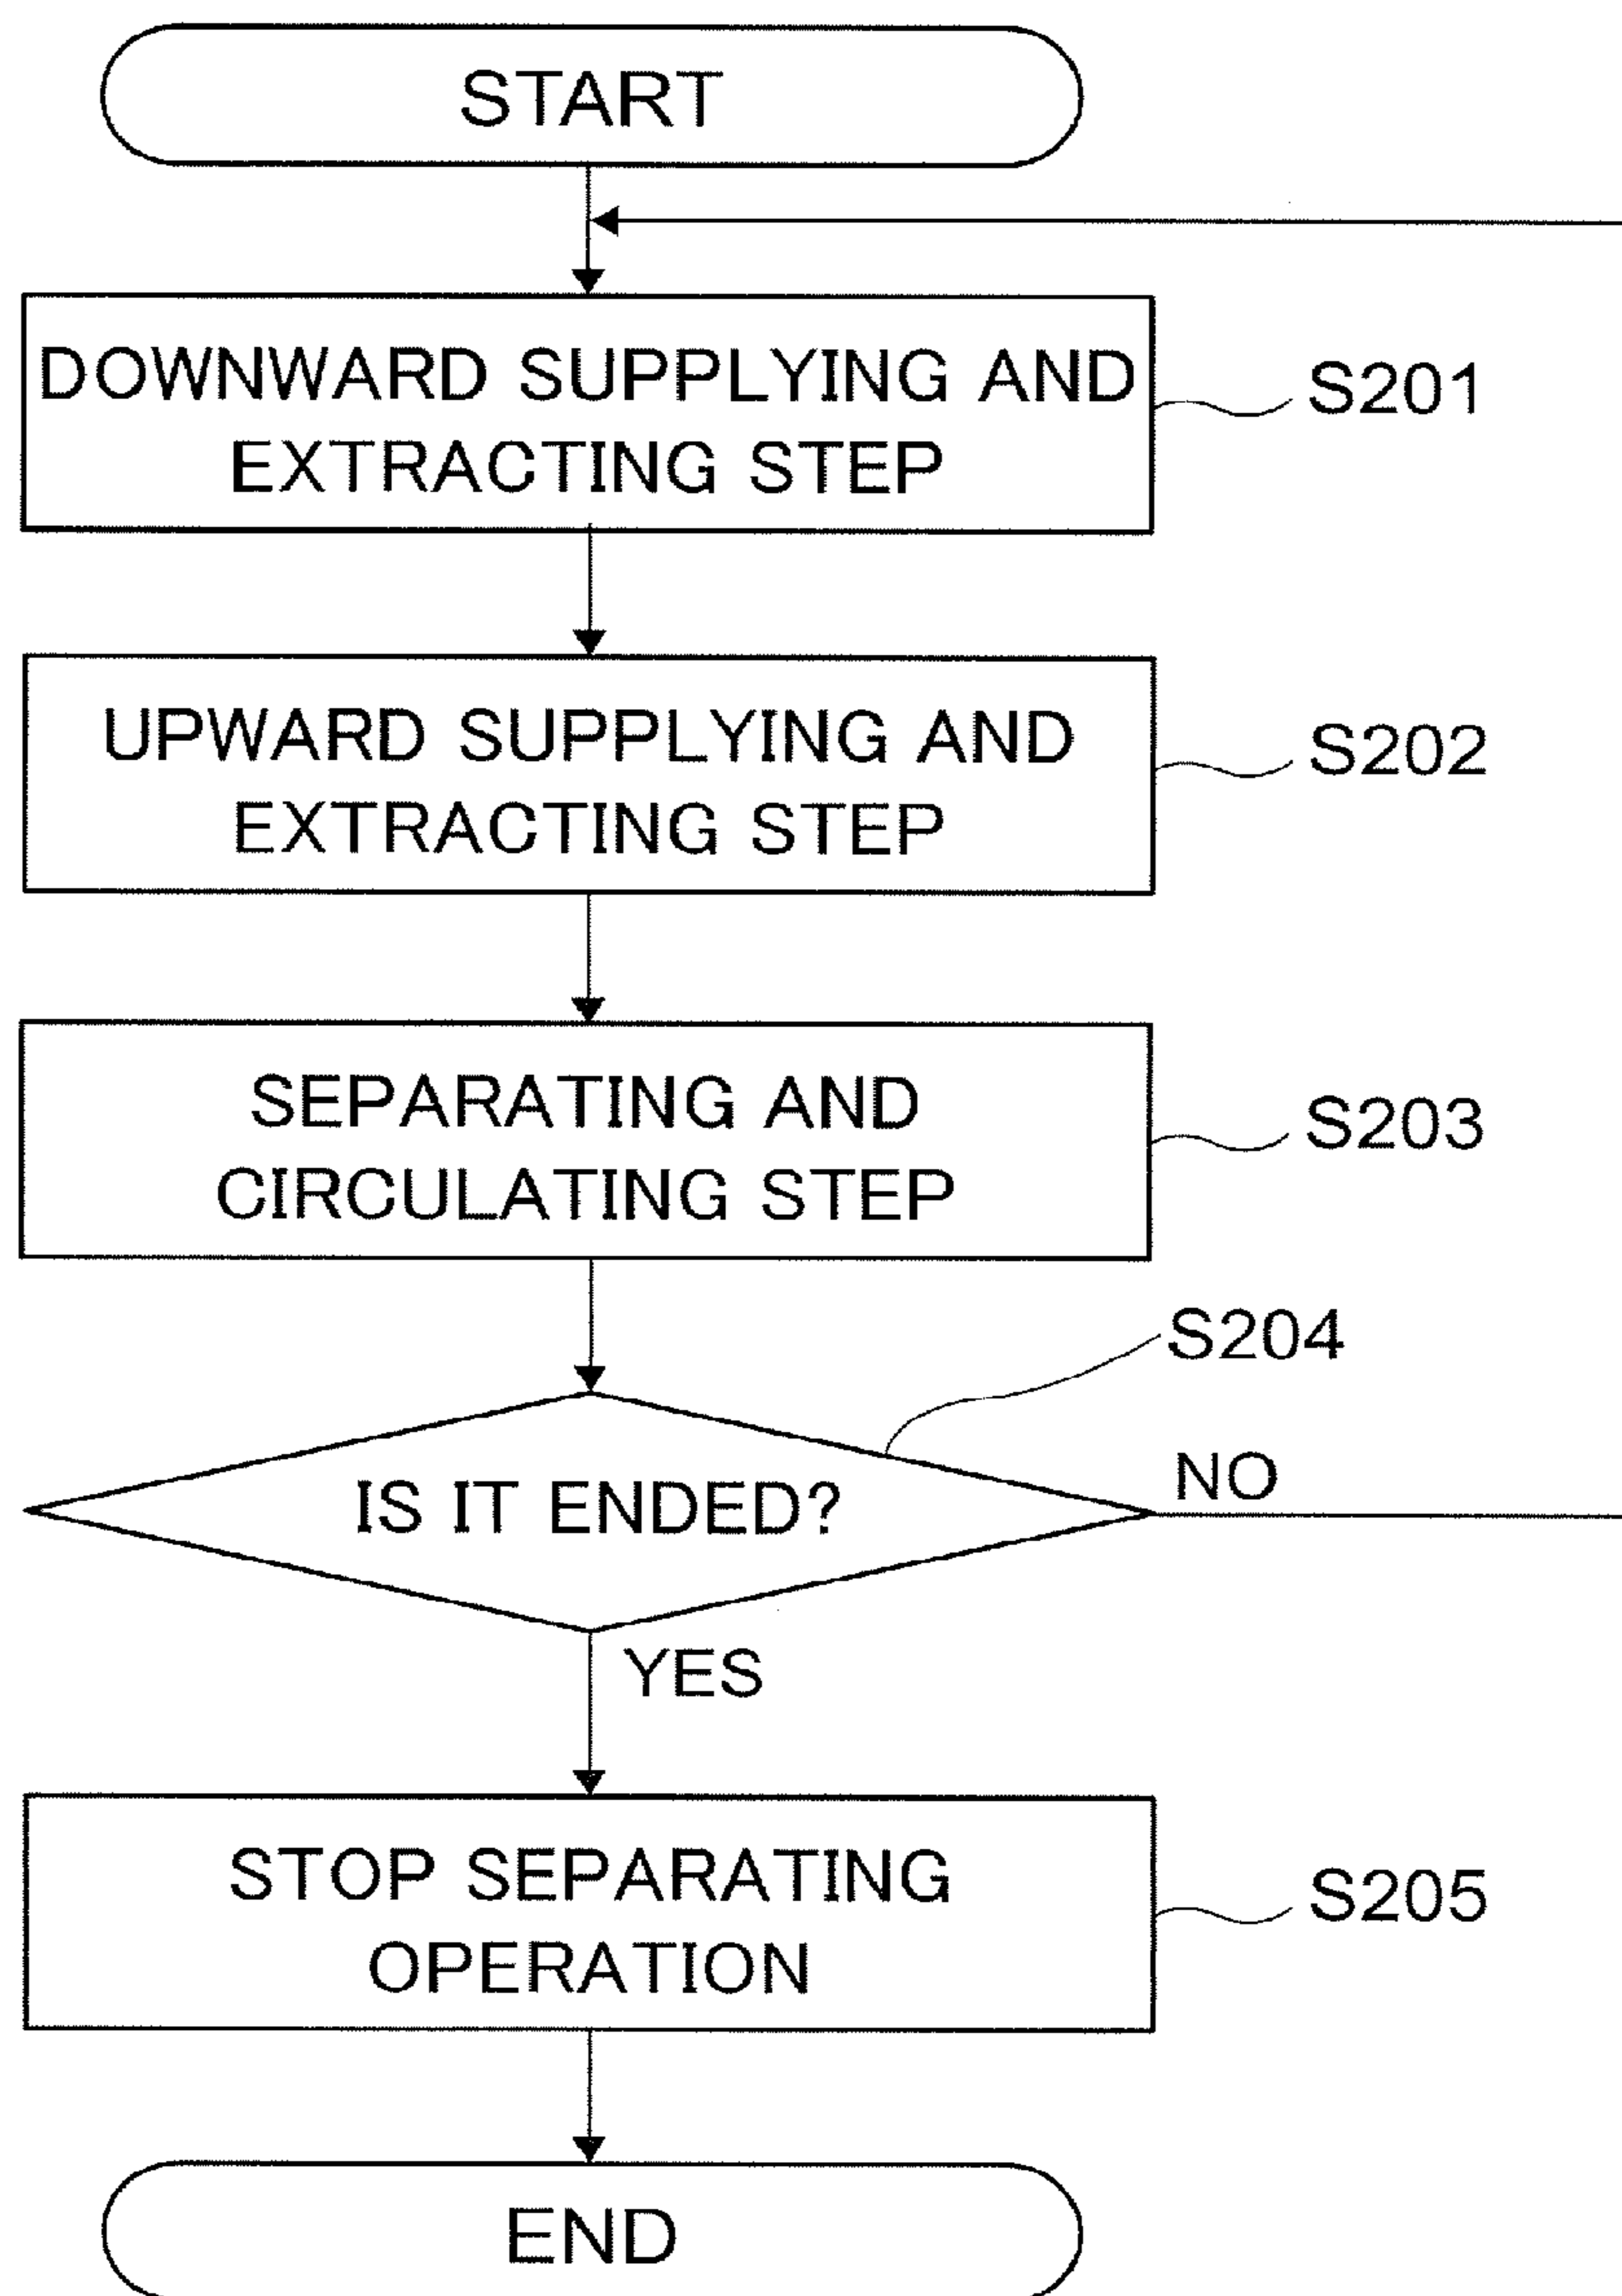 START
DOWNWARD SUPPLYING AND
EXTRACTING STEP
S201
UPWARD SUPPLYING AND
EXTRACTING STEP
S202
SEPARATING AND
CIRCULATING STEP
S203
S204
IS IT ENDED?
NO
YES
STOP SEPARATING
OPERATION
S205
END